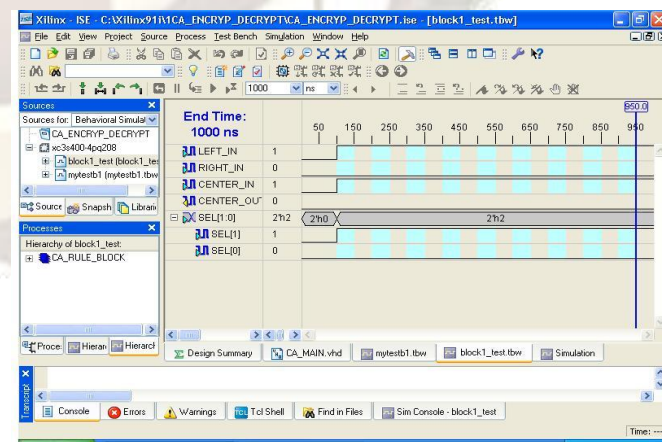 Xilinx - ISE - C:\Xilinx91i\1CA_ENCRYP_DECRYPT\CA_ENCRYP_DECRYPT.ise - [block1_test.tbw]
File Edit View Project Source Process Test Bench Simulation Window Help
1000 ns
Sources
Sources for: Behavioral Simulat
CA_ENCRYP_DECRYPT
xc3s400-4pq208
block1_test (block1_tes
mytestb1 (mytestb1.tbw
Source Snapsh Librari
Processes
Hierarchy of block1_test:
CA_RULE_BLOCK
Proce: Hierar Hierarch
End Time:
1000 ns
950.0
50 150 250 350 450 550 650 750 850 950
LEFT_IN 1
RIGHT_IN 0
CENTER_IN 1
CENTER_OUT 0
SEL[1:0] 2'h2 2'h0 2'h2
SEL[1] 1
SEL[0] 0
Design Summary CA_MAIN.vhd mytestb1.tbw block1_test.tbw Simulation
Transcript
Console Errors Warnings Tcl Shell Find in Files Sim Console - block1_test
Time: ---